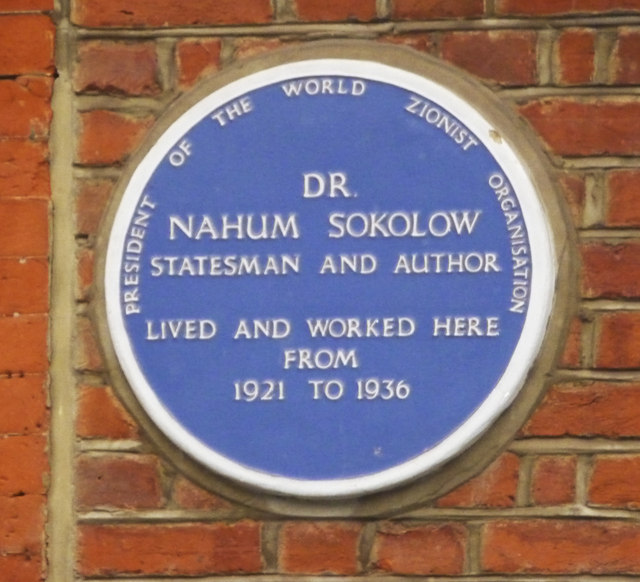 PRESIDENT OF THE WORLD ZIONIST ORGANISATION
DR.
NAHUM SOKOLOW
STATESMAN AND AUTHOR
LIVED AND WORKED HERE
FROM
1921 TO 1936